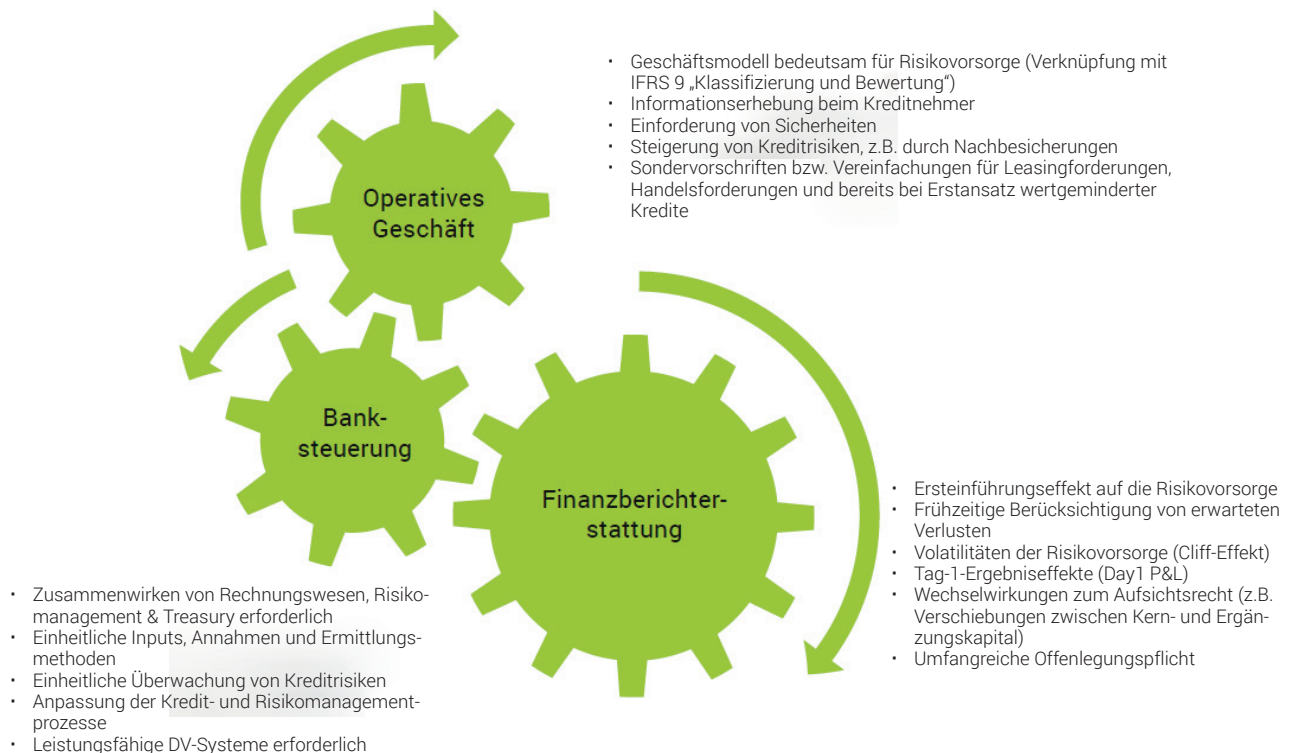 • Geschäftsmodell bedeutsam für Risikovorsorge (Verknüpfung mit
IFRS 9 „Klassifizierung und Bewertung“)
• Informationserhebung beim Kreditnehmer
• Einforderung von Sicherheiten
• Steigerung von Kreditrisiken, z.B. durch Nachbesicherungen
• Sondervorschriften bzw. Vereinfachungen für Leasingforderungen,
Handelsforderungen und bereits bei Erstansatz wertgeminderter
Kredite
Operatives
Geschäft
Bank-
steuerung
Finanzberichter-
stattung
• Ersteinführungseffekt auf die Risikovorsorge
• Frühzeitige Berücksichtigung von erwarteten
Verlusten
• Volatilitäten der Risikovorsorge (Cliff-Effekt)
• Tag-1-Ergebniseffekte (Day1 P&L)
• Wechselwirkungen zum Aufsichtsrecht (z.B.
Verschiebungen zwischen Kern- und Ergän-
zungskapital)
• Umfangreiche Offenlegungspflicht
• Zusammenwirken von Rechnungswesen, Risiko-
management & Treasury erforderlich
• Einheitliche Inputs, Annahmen und Ermittlungs-
methoden
• Einheitliche Überwachung von Kreditrisiken
• Anpassung der Kredit- und Risikomanagement-
prozesse
• Leistungsfähige DV-Systeme erforderlich